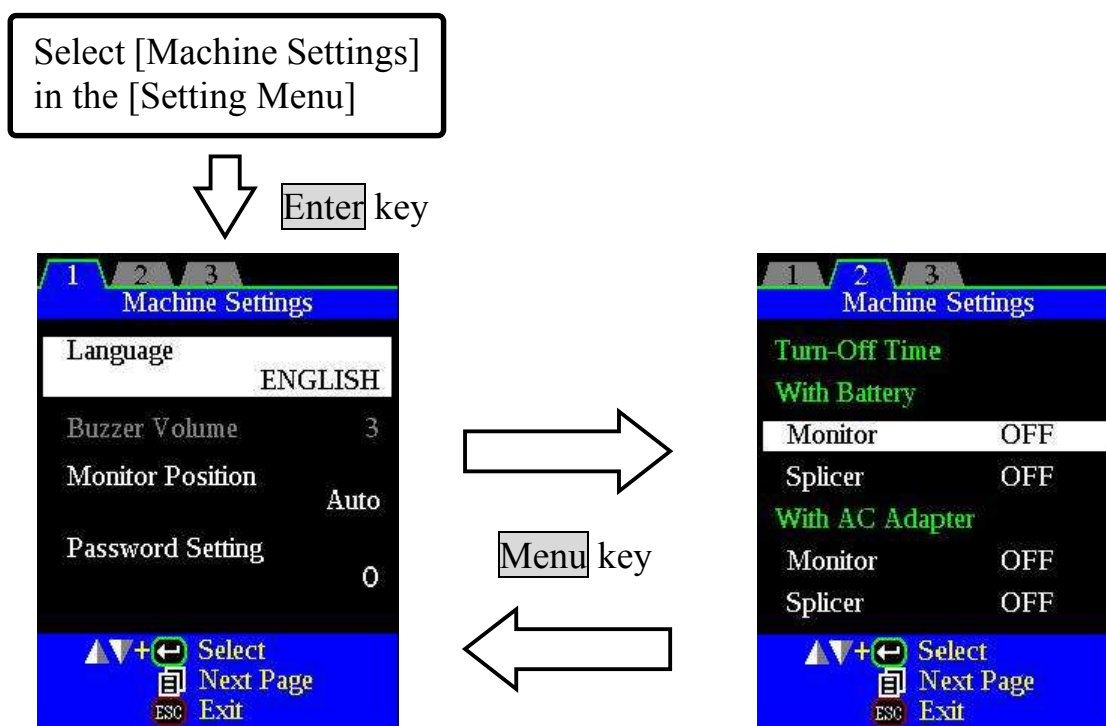 Select [Machine Settings]
in the [Setting Menu]
Enter key
1 2 3
Machine Settings
Language
ENGLISH
Buzzer Volume 3
Monitor Position
Auto
Password Setting
0
+ Select
Next Page
ESC Exit
Menu key
1 2 3
Machine Settings
Turn-Off Time
With Battery
Monitor OFF
Splicer OFF
With AC Adapter
Monitor OFF
Splicer OFF
+ Select
Next Page
ESC Exit